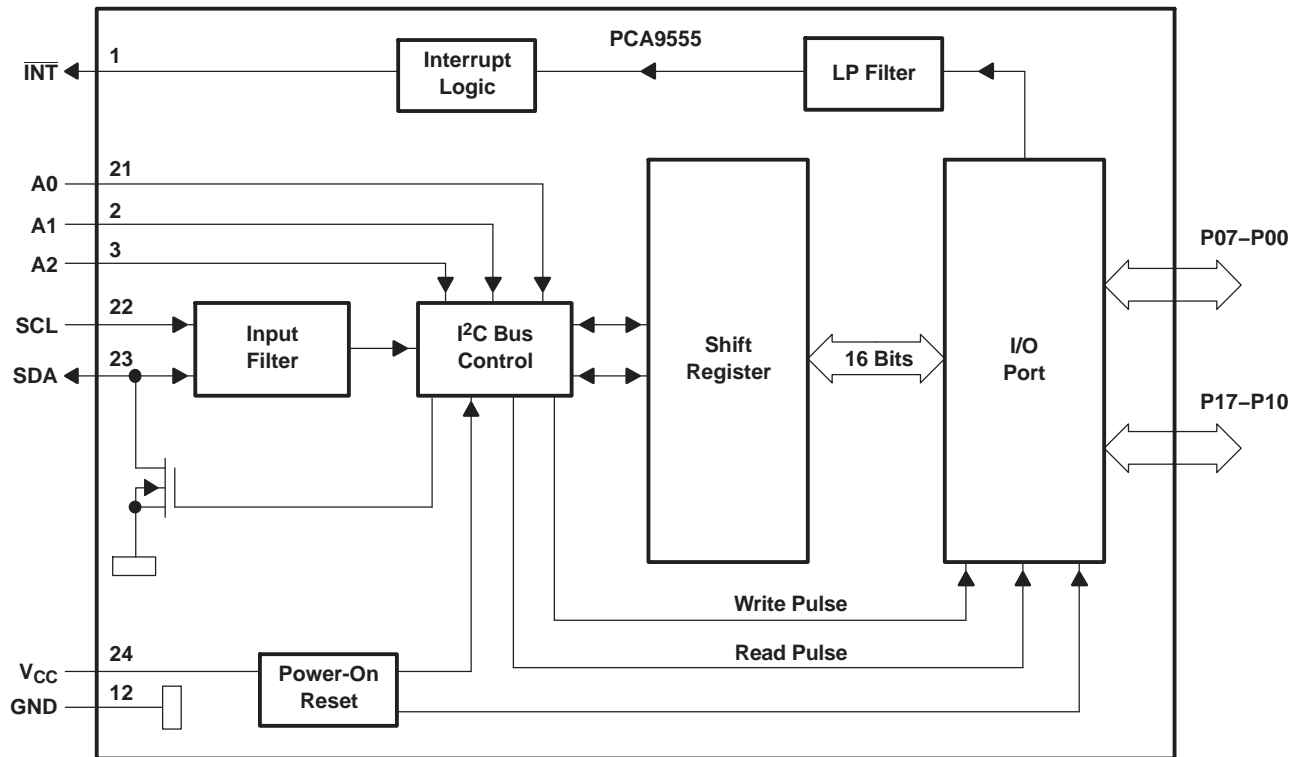 PCA9555
1
INT
Interrupt
Logic
LP Filter
21
A0
2
A1
3
A2
P07–P00
22
SCL
Input
Filter
I2C Bus
Control
Shift
Register
16 Bits
I/O
Port
23
SDA
P17–P10
Write Pulse
Read Pulse
24
VCC
Power-On
Reset
12
GND